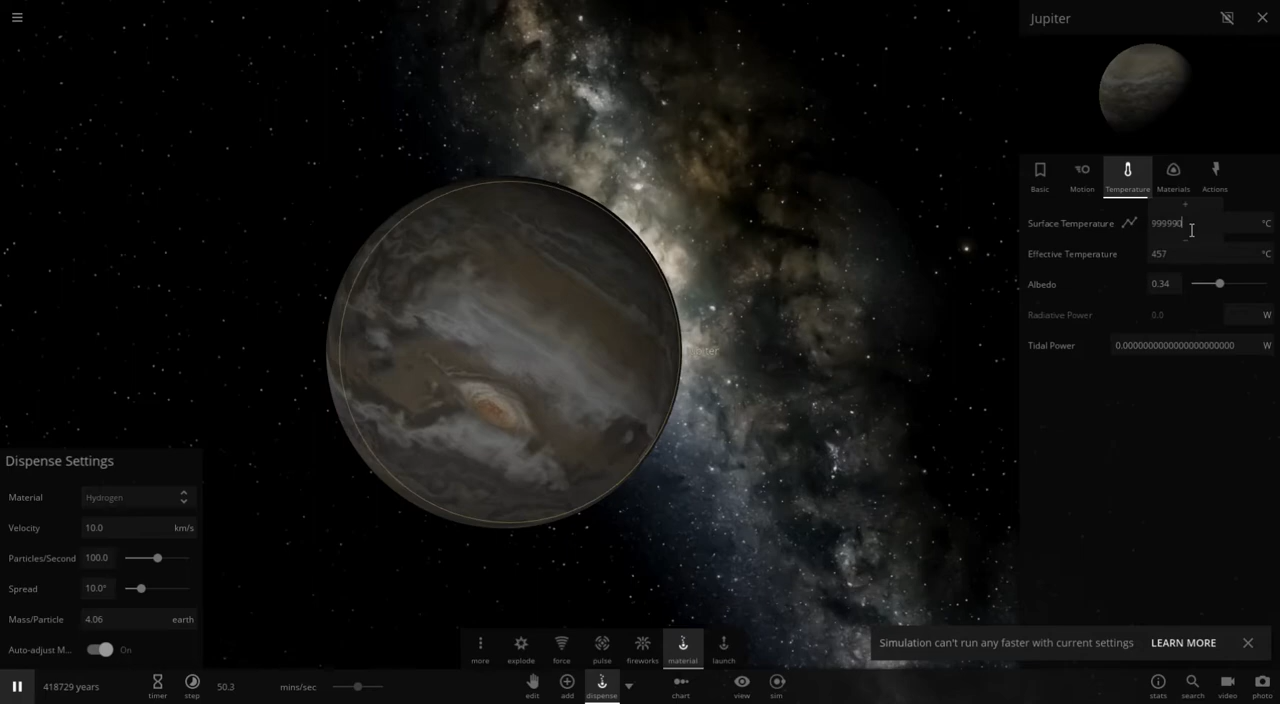 Jupiter
Basic
Motion
Temperature
Materials
Actions
Surface Temperature 999990 °C
Effective Temperature 457 °C
Albedo 0.34
Radiative Power 0.0 W
Tidal Power 0.0000000000000000000000 W
Jupiter
Dispense Settings
Material Hydrogen
Velocity 10.0 km/s
Particles/Second 100.0
Spread 10.0°
Mass/Particle 4.06 earth
Auto-adjust M... On
more
explode
force
pulse
fireworks
material
launch
Simulation can't run any faster with current settings LEARN MORE
418729 years
timer
step
50.3 mins/sec
edit
add
dispense
chart
view
sim
stats
search
video
photo